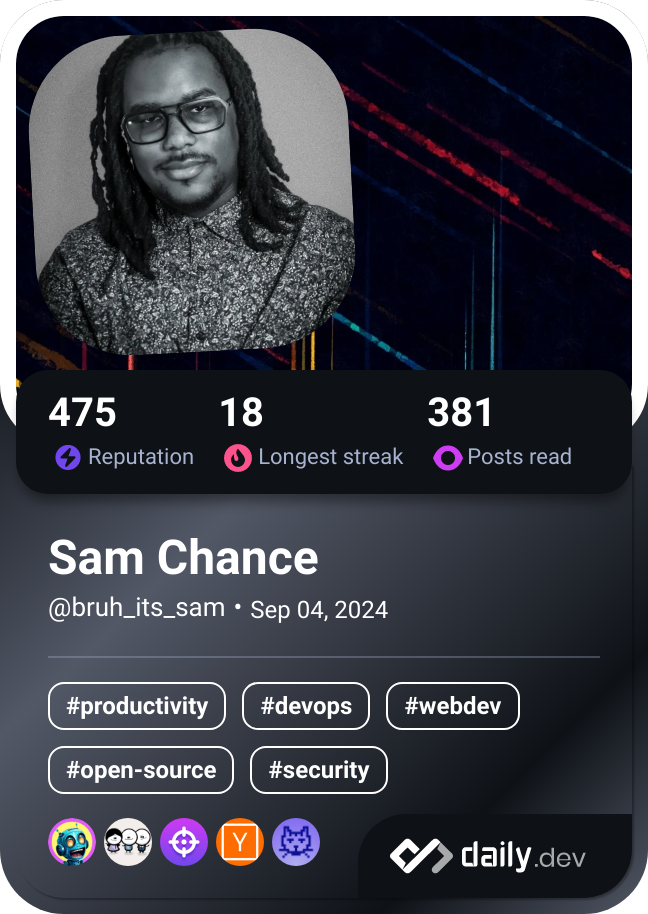 475 18 381
Reputation Longest streak Posts read
Sam Chance
@bruh_its_sam • Sep 04, 2024
#productivity #devops #webdev
#open-source #security
Y
daily.dev